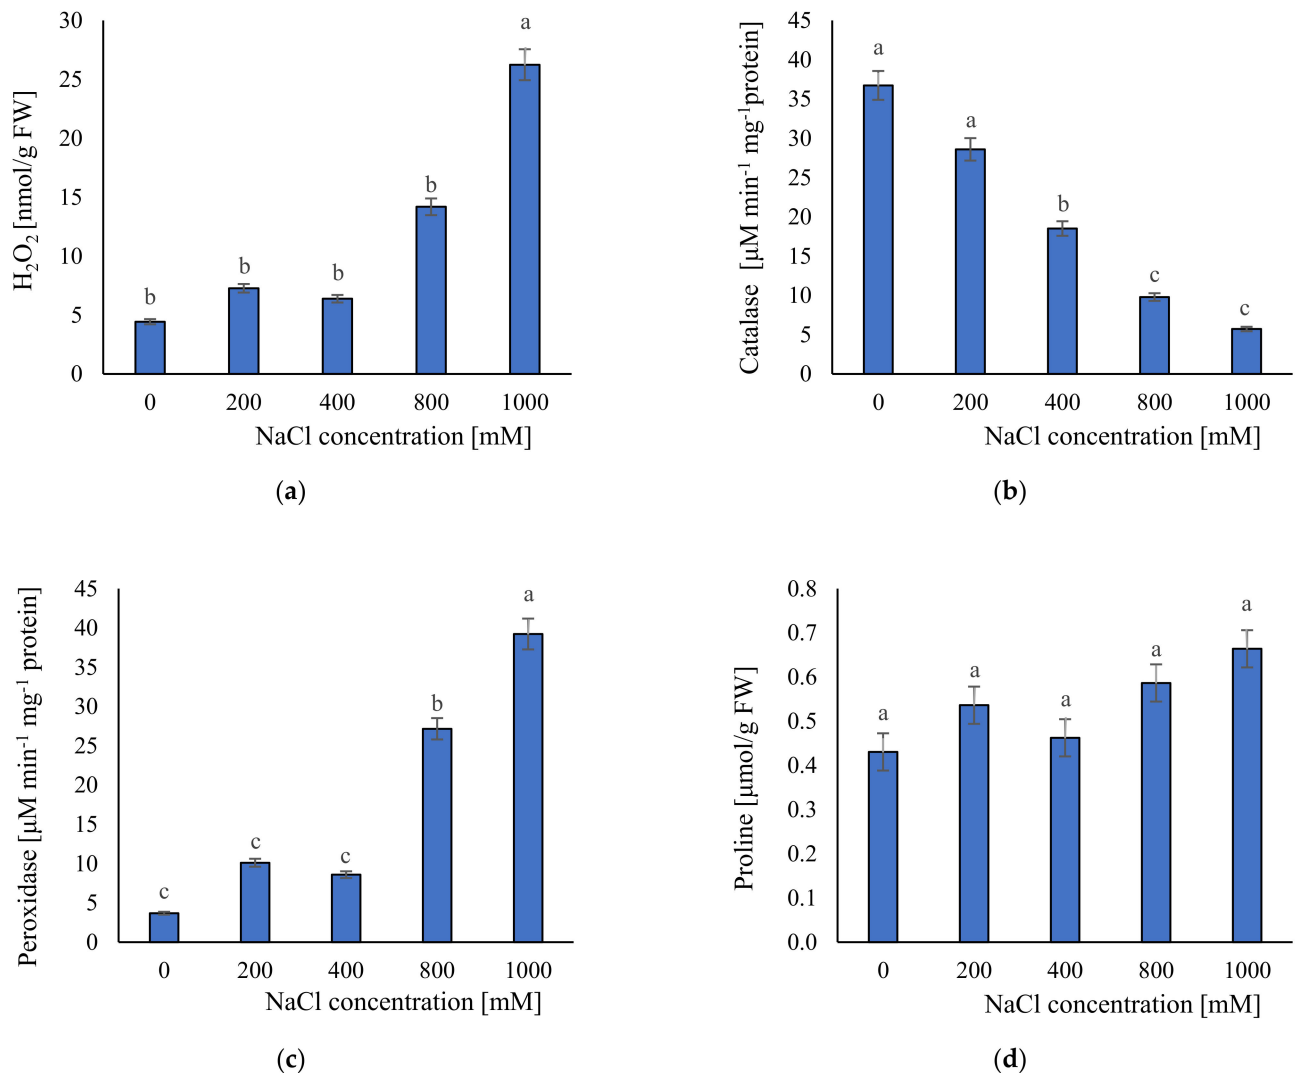 30
25
20
15
10
5
0
H₂O₂ [nmol/g FW]
b
b
b
b
a
0 200 400 800 1000
NaCl concentration [mM]
(a)
45
40
35
30
25
20
15
10
5
0
Catalase [µM min⁻¹ mg⁻¹protein]
a
a
b
c
c
0 200 400 800 1000
NaCl concentration [mM]
(b)
45
40
35
30
25
20
15
10
5
0
Peroxidase [µM min⁻¹ mg⁻¹ protein]
c
c
c
b
a
0 200 400 800 1000
NaCl concentration [mM]
(c)
0.8
0.7
0.6
0.5
0.4
0.3
0.2
0.1
0.0
Proline [µmol/g FW]
a
a
a
a
a
0 200 400 800 1000
NaCl concentration [mM]
(d)